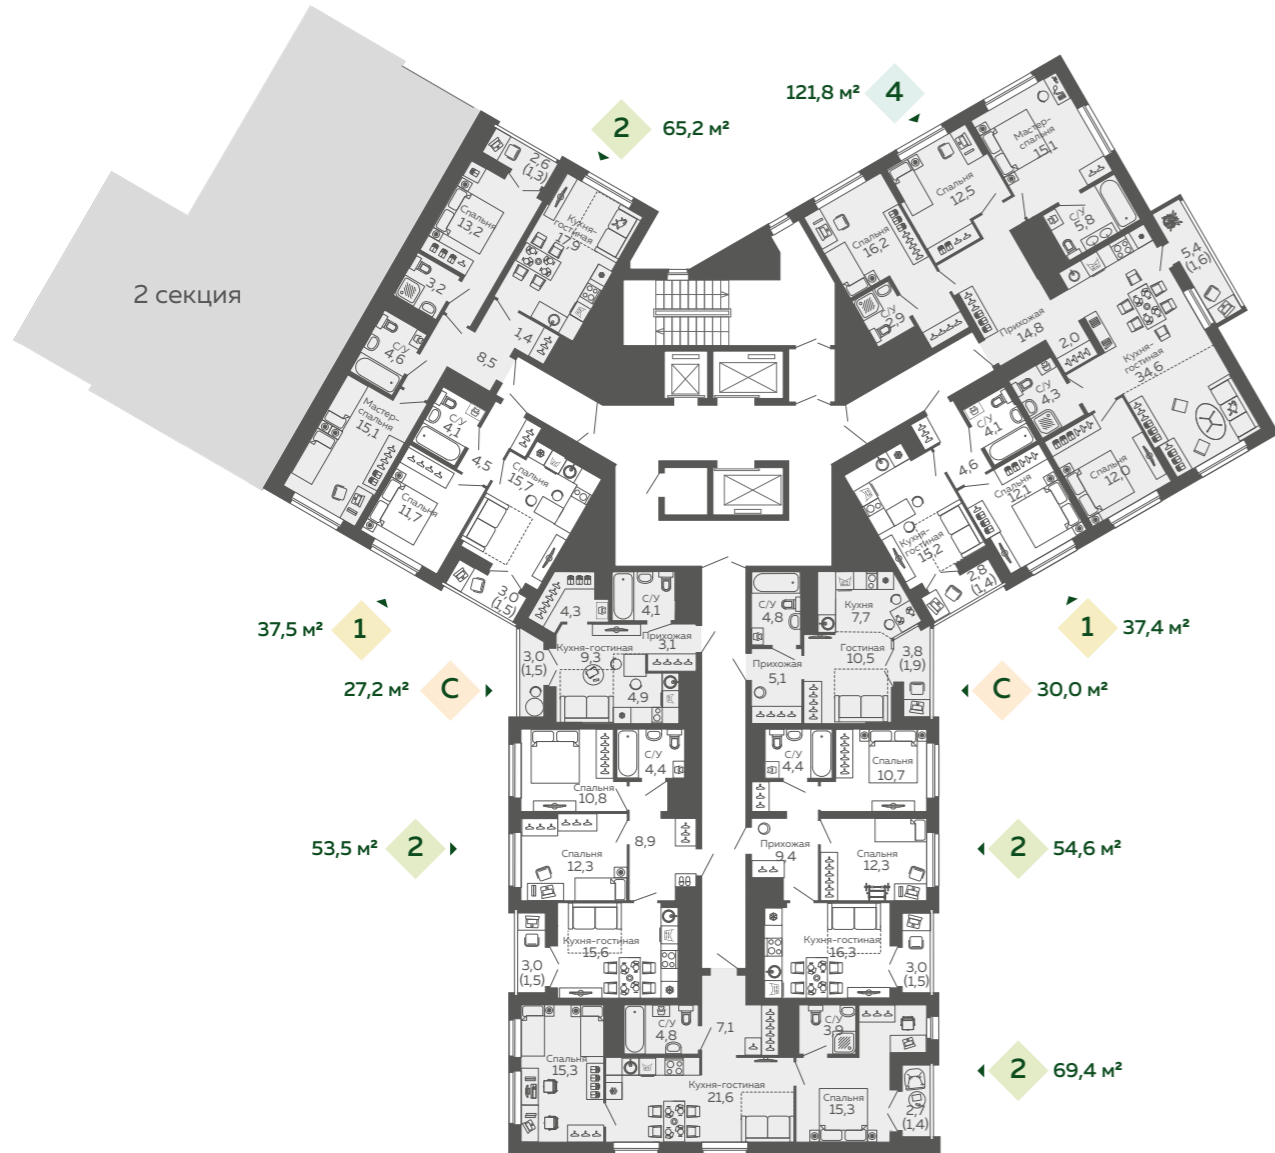 2 секция
2
65,2 м²
2,6
(1,3)
Спальня
13,2
Кухня-
гостиная
17,9
3,2
1,4
С/У
4,6
8,5
Мастер-
спальня
15,1
121,8 м²
4
Мастер-
спальня
15,1
Спальня
12,5
Спальня
16,2
С/У
5,8
5,4
(1,6)
С/У
2,9
Прихожая
14,8
2,0
Кухня-
гостиная
34,6
С/У
4,3
Спальня
12,0
С/У
4,1
4,5
Спальня
15,7
Спальня
11,7
3,0
(1,5)
37,5 м²
1
С/У
4,1
4,6
Спальня
12,1
Кухня-
гостиная
15,2
2,8
(1,4)
1
37,4 м²
4,3
С/У
4,1
Прихожая
3,1
Кухня-гостиная
9,3
4,9
3,0
(1,5)
27,2 м²
С
С/У
4,8
Кухня
7,7
Гостиная
10,5
Прихожая
5,1
3,8
(1,9)
С
30,0 м²
С/У
4,4
Спальня
10,8
8,9
Спальня
12,3
Кухня-гостиная
15,6
3,0
(1,5)
53,5 м²
2
С/У
4,4
Спальня
10,7
Прихожая
9,4
Спальня
12,3
Кухня-гостиная
16,3
3,0
(1,5)
2
54,6 м²
С/У
4,8
7,1
С/У
3,9
Спальня
15,3
Кухня-гостиная
21,6
Спальня
15,3
2,7
(1,4)
2
69,4 м²